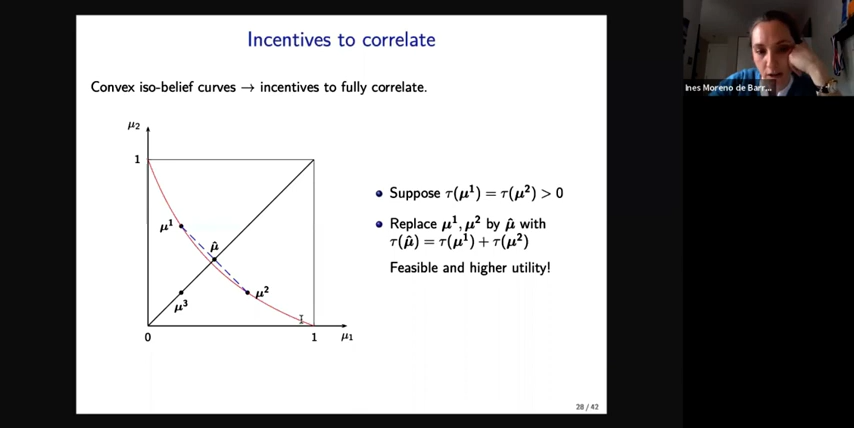 Incentives to correlate
Convex iso-belief curves → incentives to fully correlate.
μ₂
1
μ¹
μ̂
μ²
μ³
0
1
μ₁
Suppose τ(μ¹) = τ(μ²) > 0
Replace μ¹, μ² by μ̂ with
τ(μ̂) = τ(μ¹) + τ(μ²)
Feasible and higher utility!
28 / 42
Ines Moreno de Barr...